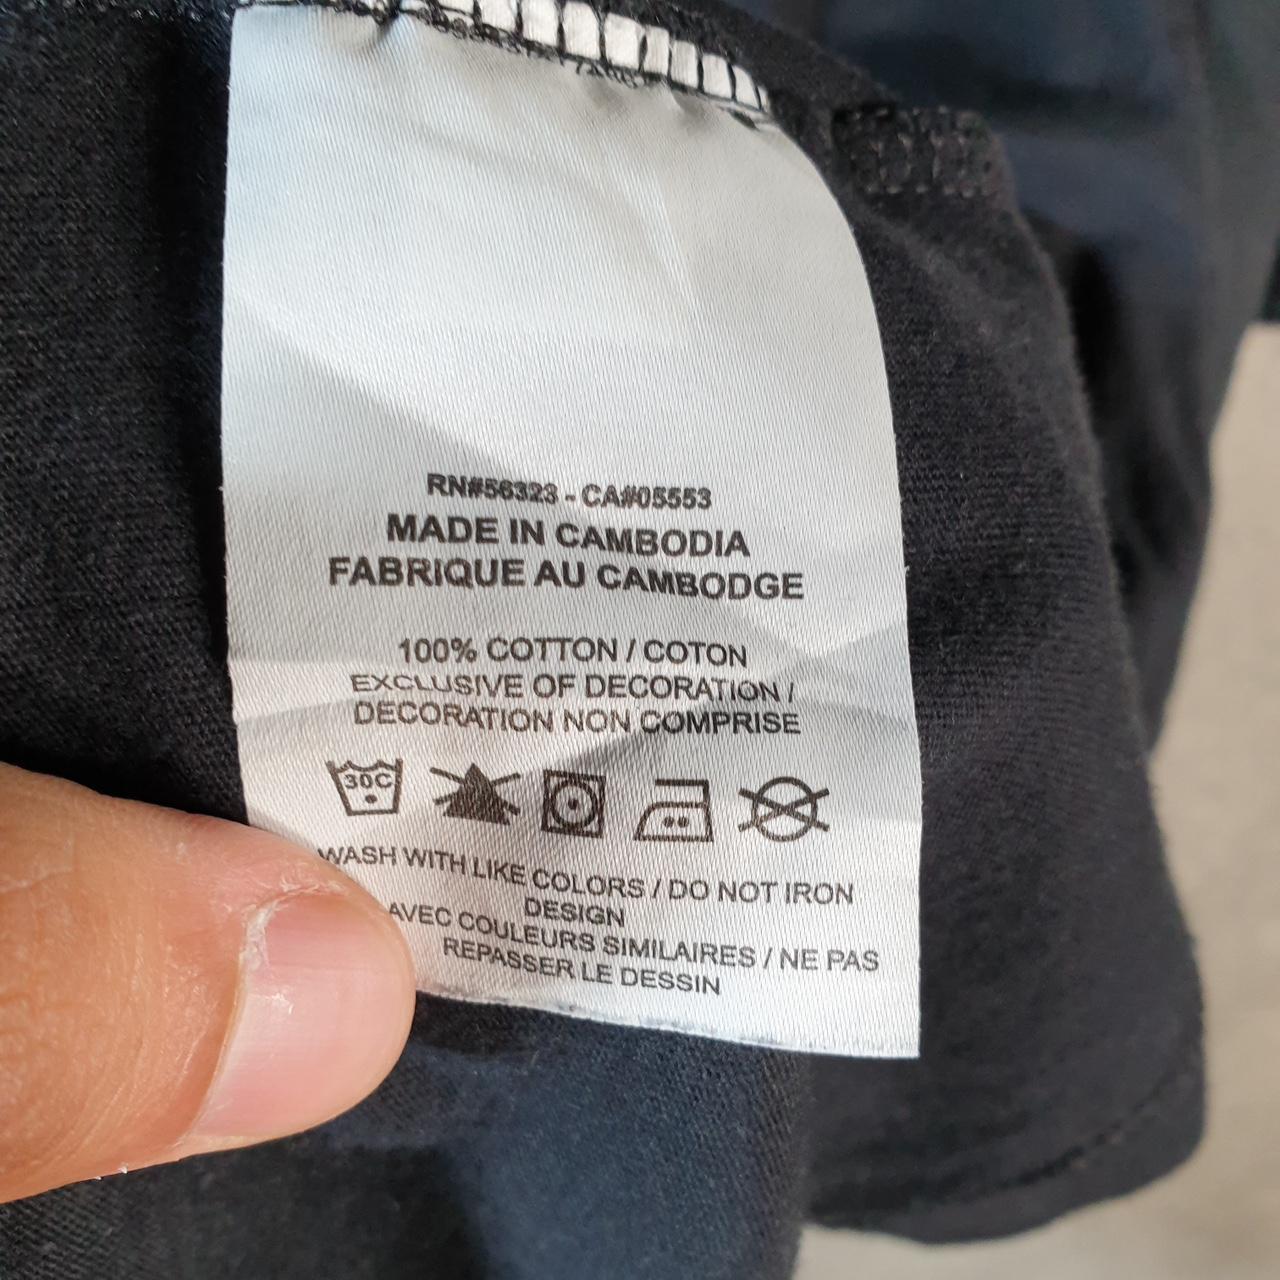 RN#56323 - CA#05553
MADE IN CAMBODIA
FABRIQUE AU CAMBODGE
100% COTTON / COTON
EXCLUSIVE OF DECORATION /
DECORATION NON COMPRISE
30C
WASH WITH LIKE COLORS / DO NOT IRON
DESIGN
AVEC COULEURS SIMILAIRES / NE PAS
REPASSER LE DESSIN